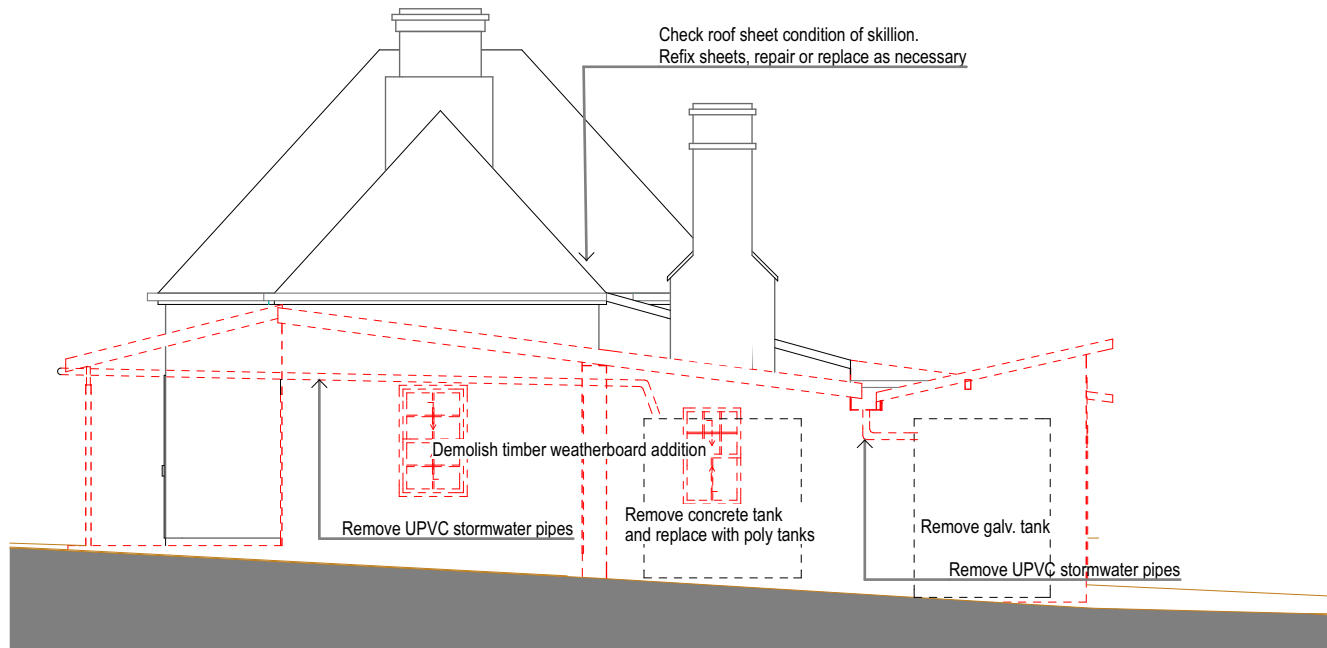 Check roof sheet condition of skillion.
Refix sheets, repair or replace as necessary
Demolish timber weatherboard addition
Remove UPVC stormwater pipes
Remove concrete tank
and replace with poly tanks
Remove galv. tank
Remove UPVC stormwater pipes